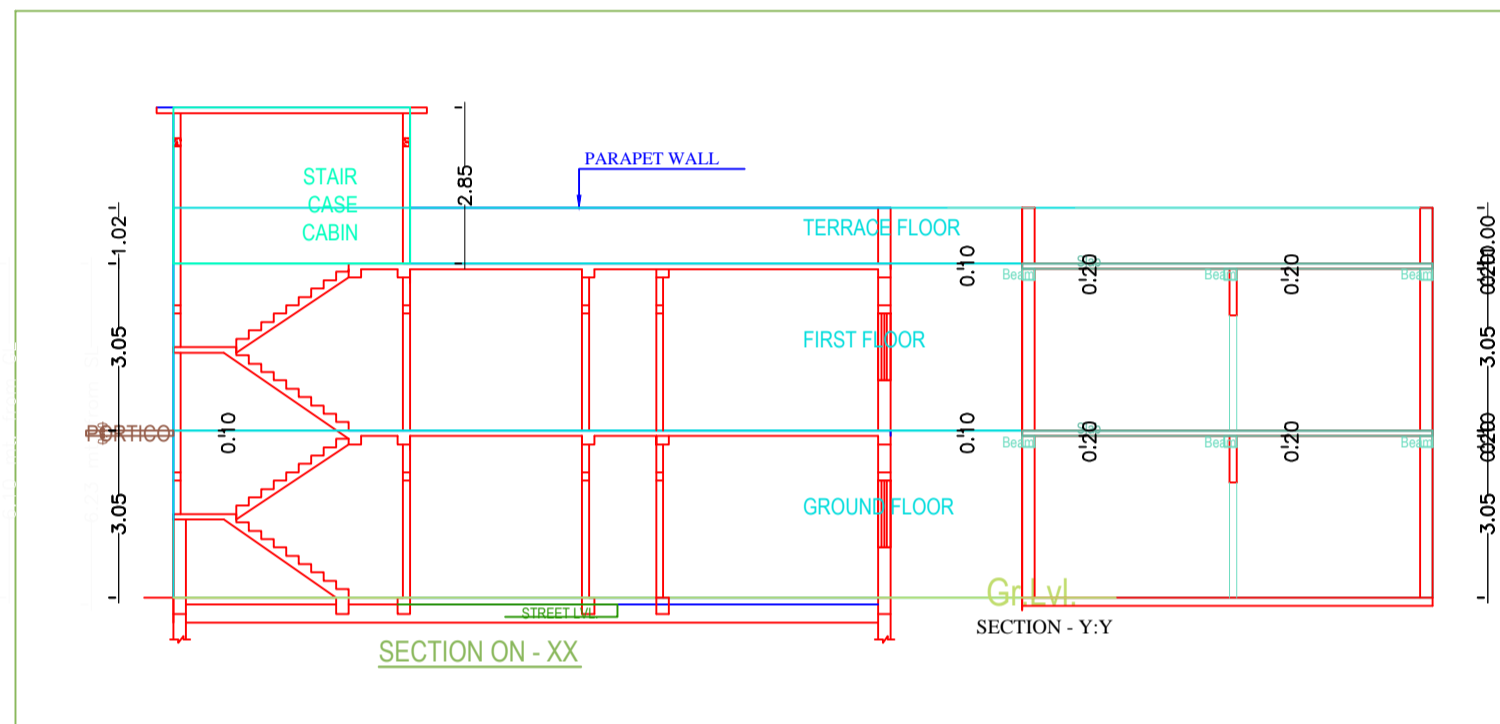 PARAPET WALL
STAIR
CASE
CABIN
2.85
1.02
TERRACE FLOOR
0.10
0.20
0.20
Beam
Beam
Beam
3.05
FIRST FLOOR
3.05
PORTICO
0.10
0.10
0.20
0.20
Beam
Beam
Beam
3.05
GROUND FLOOR
3.05
Gr.Lvl.
STREET LVL.
SECTION - Y:Y
SECTION ON - XX